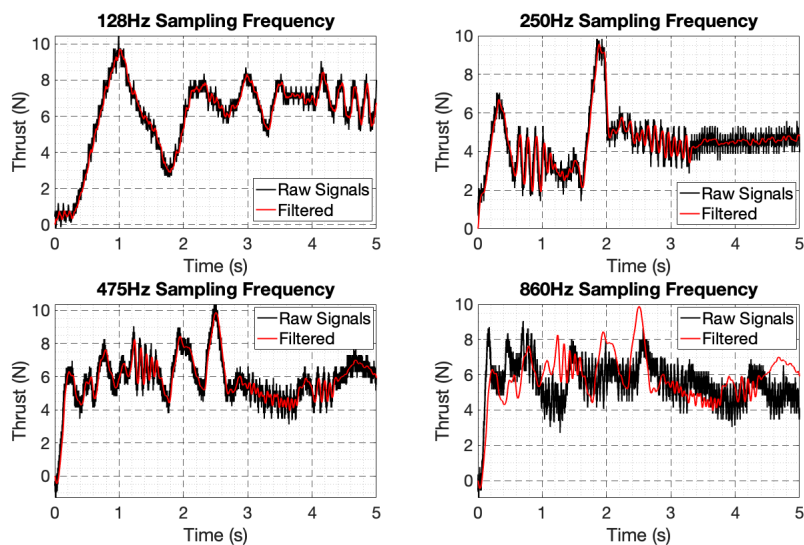 128Hz Sampling Frequency
10
8
6
4
2
0
Thrust (N)
0 1 2 3 4 5
Time (s)
Raw Signals
Filtered
250Hz Sampling Frequency
10
8
6
4
2
0
Thrust (N)
0 1 2 3 4 5
Time (s)
Raw Signals
Filtered
475Hz Sampling Frequency
10
8
6
4
2
0
Thrust (N)
0 1 2 3 4 5
Time (s)
Raw Signals
Filtered
860Hz Sampling Frequency
10
8
6
4
2
0
Thrust (N)
0 1 2 3 4 5
Time (s)
Raw Signals
Filtered